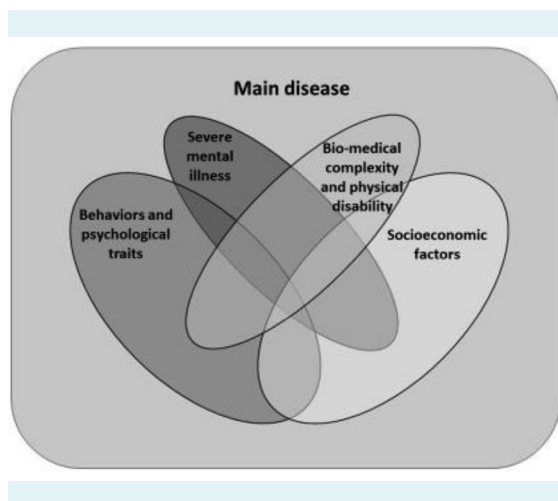 Main disease
Severe
mental
illness
Bio-medical
complexity
and physical
disability
Behaviors and
psychological
traits
Socioeconomic
factors